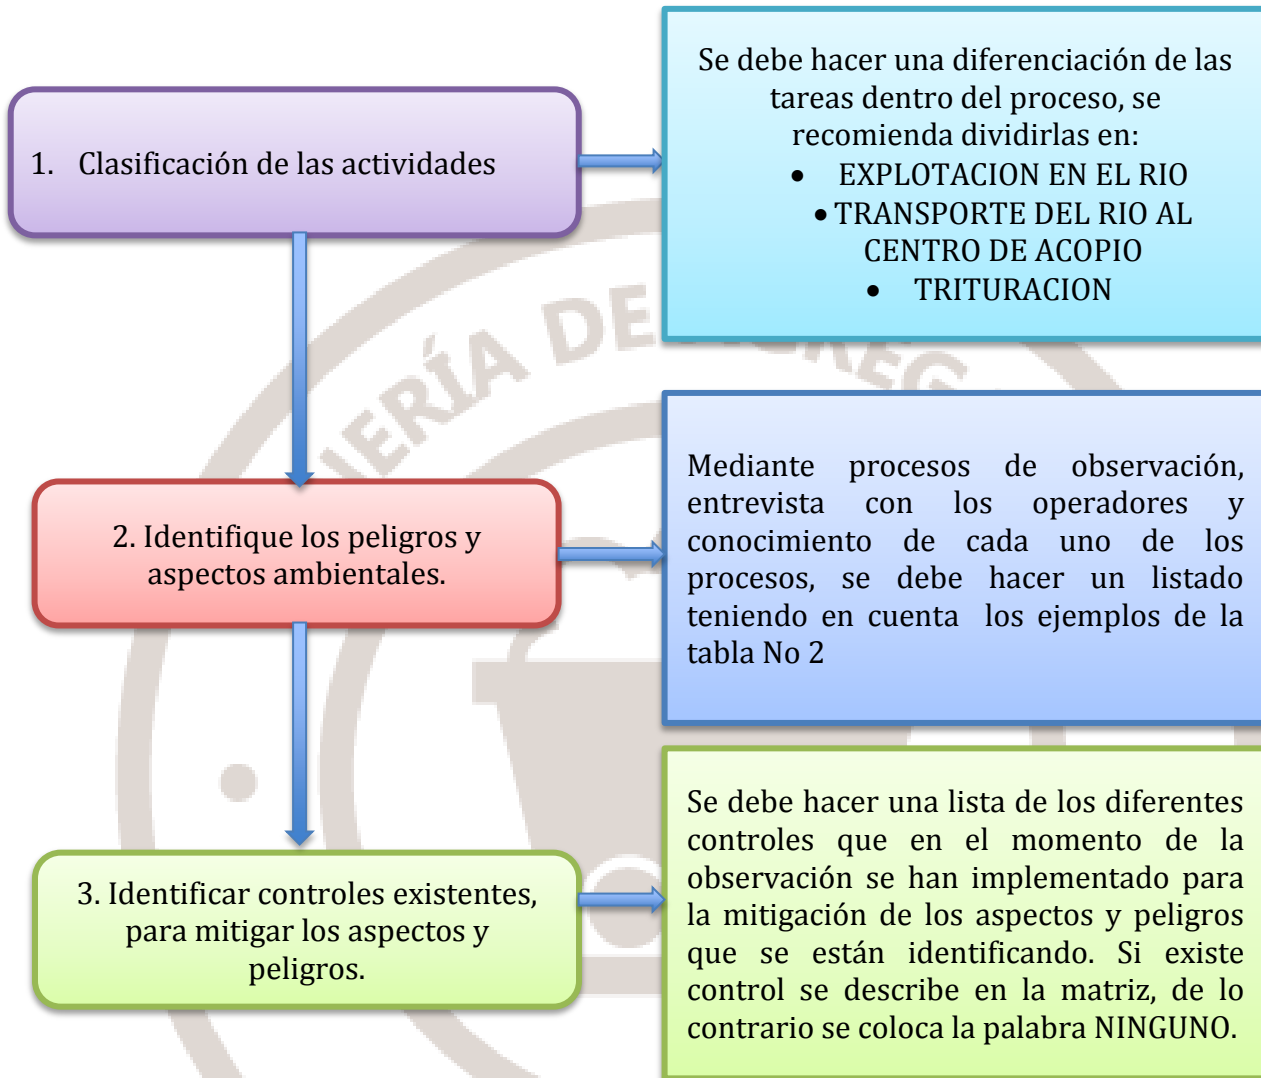 1. Clasificación de las actividades
Se debe hacer una diferenciación de las
tareas dentro del proceso, se
recomienda dividirlas en:
• EXPLOTACION EN EL RIO
• TRANSPORTE DEL RIO AL
CENTRO DE ACOPIO
• TRITURACION
2. Identifique los peligros y
aspectos ambientales.
Mediante procesos de observación,
entrevista con los operadores y
conocimiento de cada uno de los
procesos, se debe hacer un listado
teniendo en cuenta los ejemplos de la
tabla No 2
3. Identificar controles existentes,
para mitigar los aspectos y
peligros.
Se debe hacer una lista de los diferentes
controles que en el momento de la
observación se han implementado para
la mitigación de los aspectos y peligros
que se están identificando. Si existe
control se describe en la matriz, de lo
contrario se coloca la palabra NINGUNO.
DE